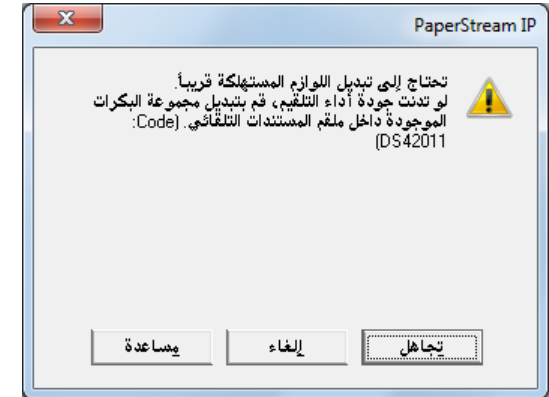 PaperStream IP
تحتاج إلى تبديل اللوازم المستهلكة قريباً.
لو تدنت جودة أداء التلقيم، قم بتبديل مجموعة البكرات
الموجودة داخل ملقم المستندات التلقائي. (Code:
DS42011)
تجاهل
إلغاء
مساعدة